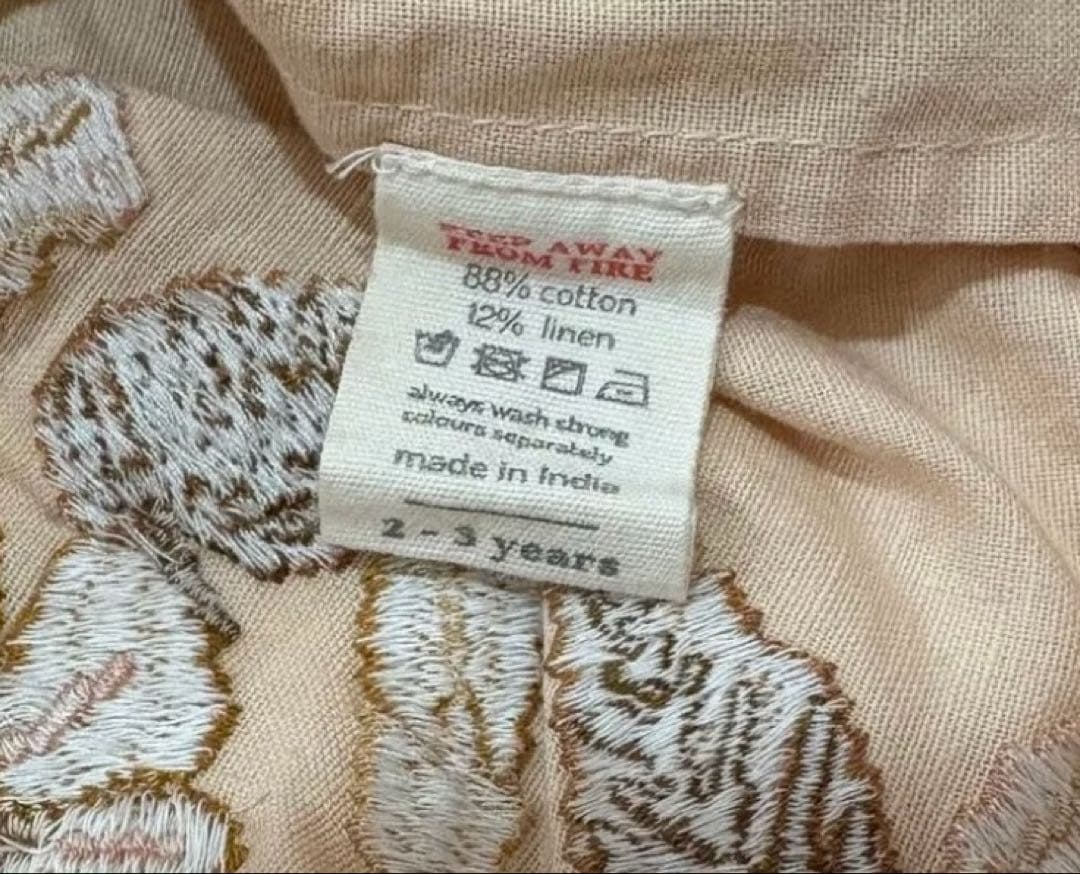 KEEP AWAY
FROM FIRE
88% cotton
12% linen
always wash strong
colours separately
made in India
2 - 3 years